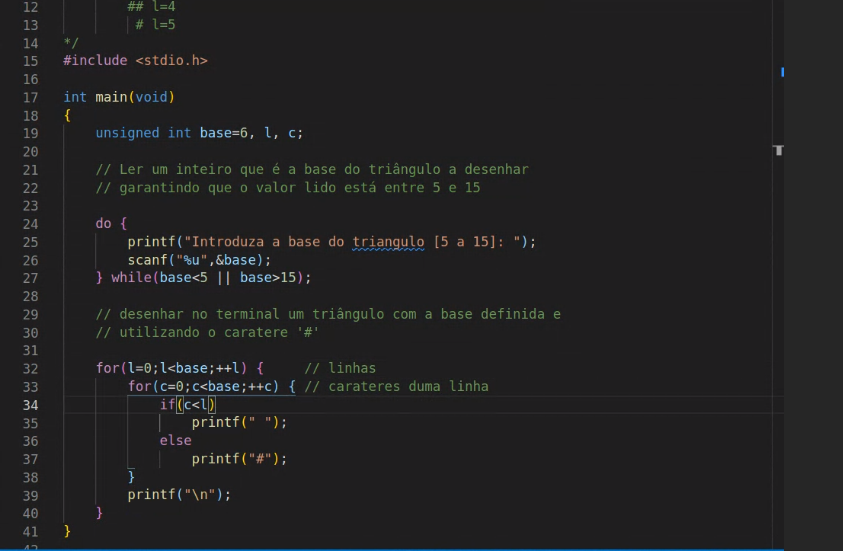 12 ## l=4
13 # l=5
14 */
15 #include <stdio.h>
16
17 int main(void)
18 {
19 unsigned int base=6, l, c;
20
21 // Ler um inteiro que é a base do triângulo a desenhar
22 // garantindo que o valor lido está entre 5 e 15
23
24 do {
25 printf("Introduza a base do triangulo [5 a 15]: ");
26 scanf("%u",&base);
27 } while(base<5 || base>15);
28
29 // desenhar no terminal um triângulo com a base definida e
30 // utilizando o caratere '#'
31
32 for(l=0;l<base;++l) { // linhas
33 for(c=0;c<base;++c) { // carateres duma linha
34 if(c<l)
35 printf(" ");
36 else
37 printf("#");
38 }
39 printf("\n");
40 }
41 }
42